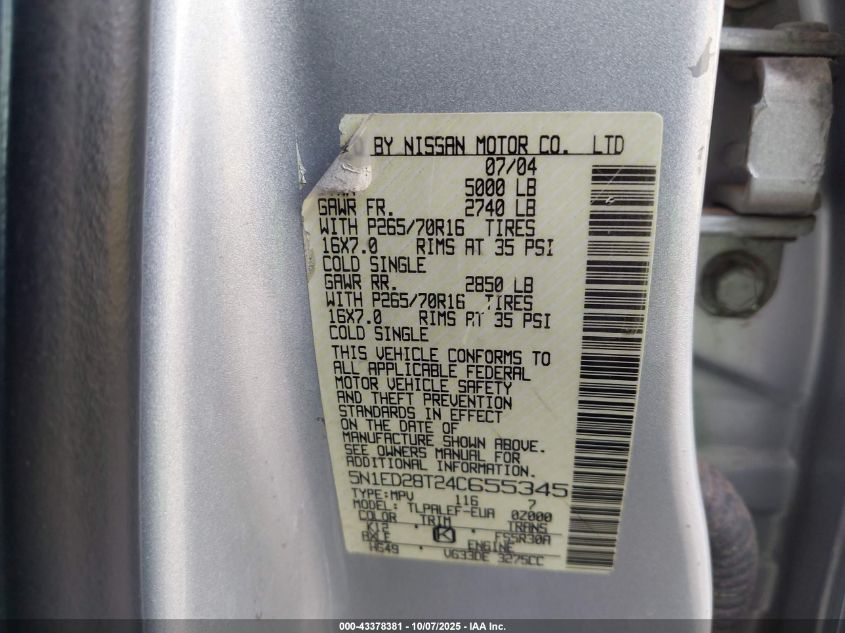 BY NISSAN MOTOR CO. LTD
07/04
5000 LB
GAWR FR. 2740 LB
WITH P265/70R16 TIRES
16X7.0 RIMS AT 35 PSI
COLD SINGLE
GAWR RR. 2850 LB
WITH P265/70R16 TIRES
16X7.0 RIMS AT 35 PSI
COLD SINGLE
THIS VEHICLE CONFORMS TO
ALL APPLICABLE FEDERAL
MOTOR VEHICLE SAFETY
AND THEFT PREVENTION
STANDARDS IN EFFECT
ON THE DATE OF
MANUFACTURE SHOWN ABOVE.
SEE OWNERS MANUAL FOR
ADDITIONAL INFORMATION.
5N1ED28T24C655345
TYPE: MPV 116 7
MODEL: TLPALEF-EUA 0Z000
COLOR TRIM TRANS
K12 K FS5R30A
AXLE ENGINE
HG49 VG33DE 3275CC
000-43378381 - 10/07/2025 - IAA Inc.